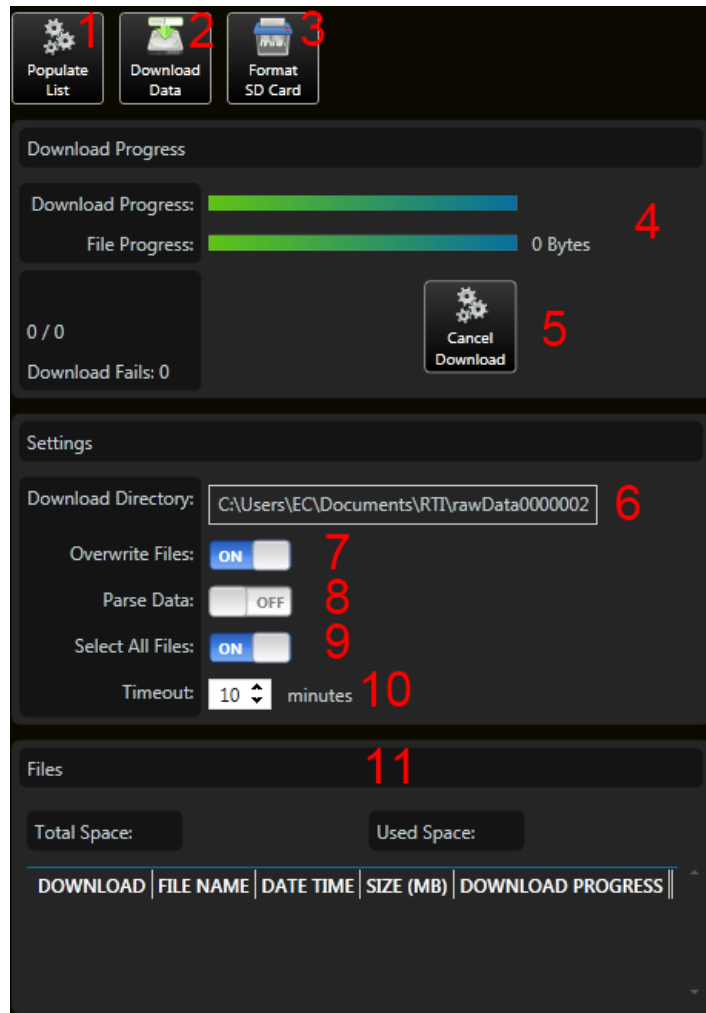 1 2 3
Populate List
Download Data
Format SD Card
Download Progress
Download Progress:
4
File Progress: 0 Bytes
0 / 0
Cancel Download
5
Download Fails: 0
Settings
Download Directory: C:\Users\EC\Documents\RTI\rawData0000002 6
Overwrite Files: ON 7
Parse Data: OFF 8
Select All Files: ON 9
Timeout: 10 minutes 10
Files 11
Total Space: Used Space:
DOWNLOAD FILE NAME DATE TIME SIZE (MB) DOWNLOAD PROGRESS